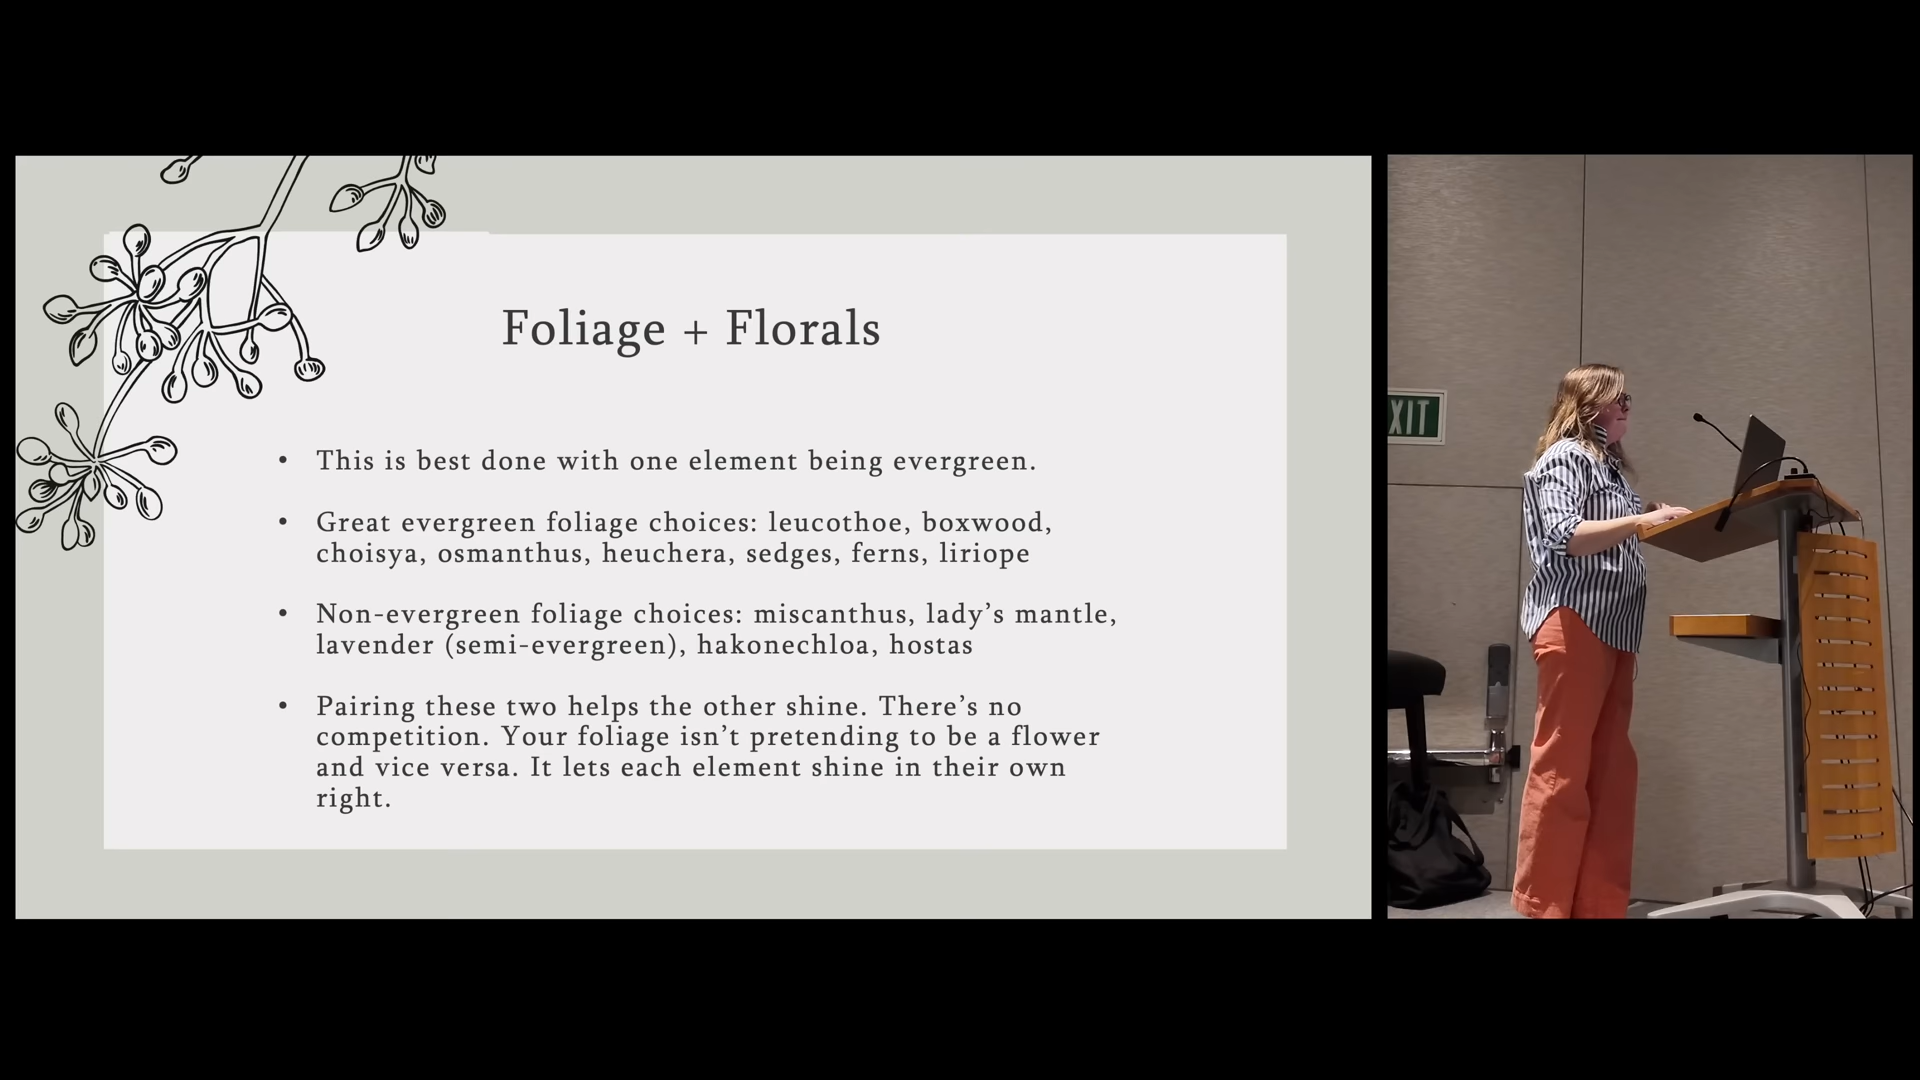 Foliage + Florals
• This is best done with one element being evergreen.
• Great evergreen foliage choices: leucothoe, boxwood,
choisya, osmanthus, heuchera, sedges, ferns, liriope
• Non-evergreen foliage choices: miscanthus, lady’s mantle,
lavender (semi-evergreen), hakonechloa, hostas
• Pairing these two helps the other shine. There’s no
competition. Your foliage isn’t pretending to be a flower
and vice versa. It lets each element shine in their own
right.
XIT